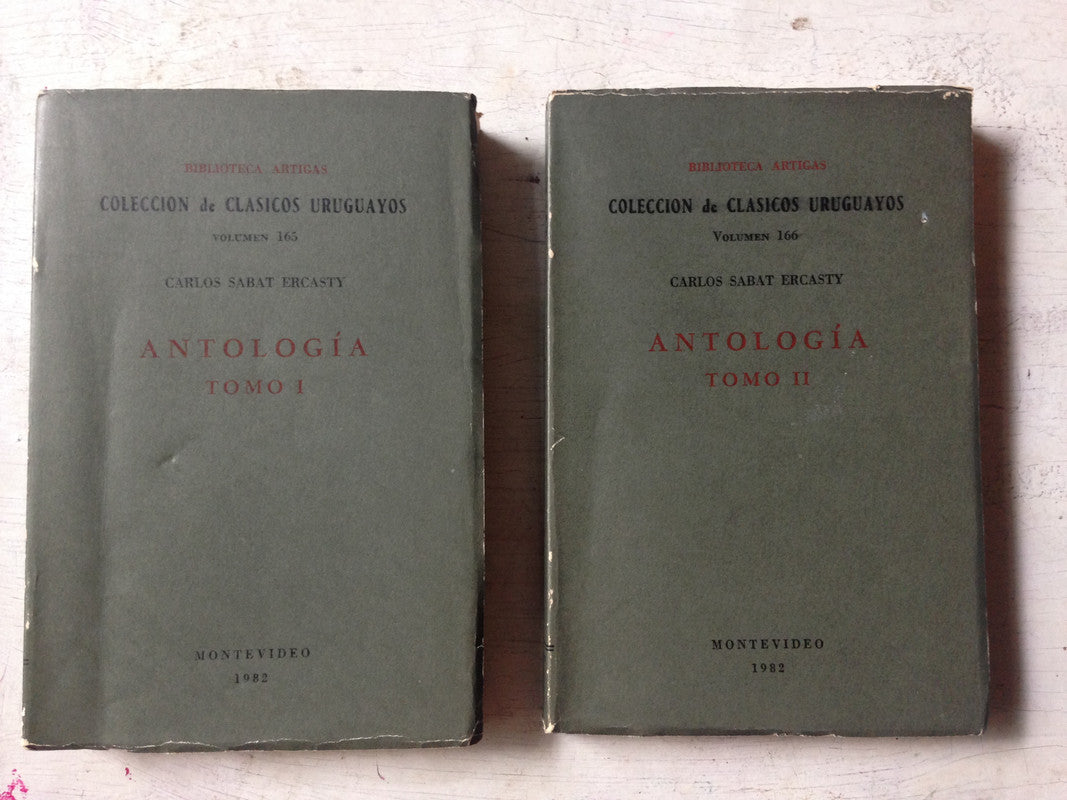 BIBLIOTECA ARTIGAS
COLECCION de CLASICOS URUGUAYOS
VOLUMEN 165
CARLOS SABAT ERCASTY
ANTOLOGÍA
TOMO I
MONTEVIDEO
1982
BIBLIOTECA ARTIGAS
COLECCION de CLASICOS URUGUAYOS
VOLUMEN 166
CARLOS SABAT ERCASTY
ANTOLOGÍA
TOMO II
MONTEVIDEO
1982